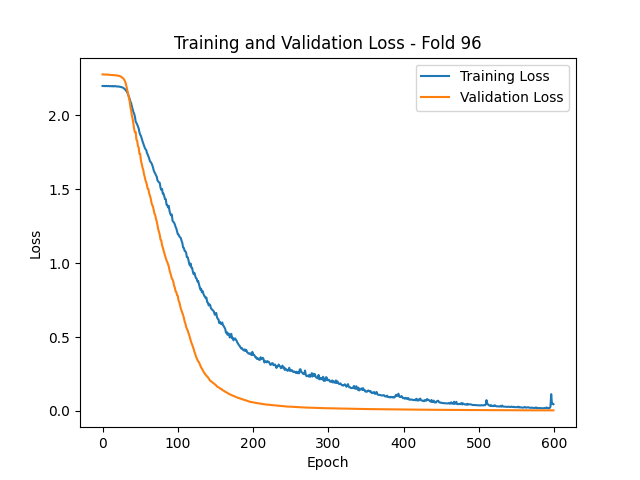 Training and Validation Loss - Fold 96
Training Loss
Validation Loss
Loss
2.0
1.5
1.0
0.5
0.0
0 100 200 300 400 500 600
Epoch